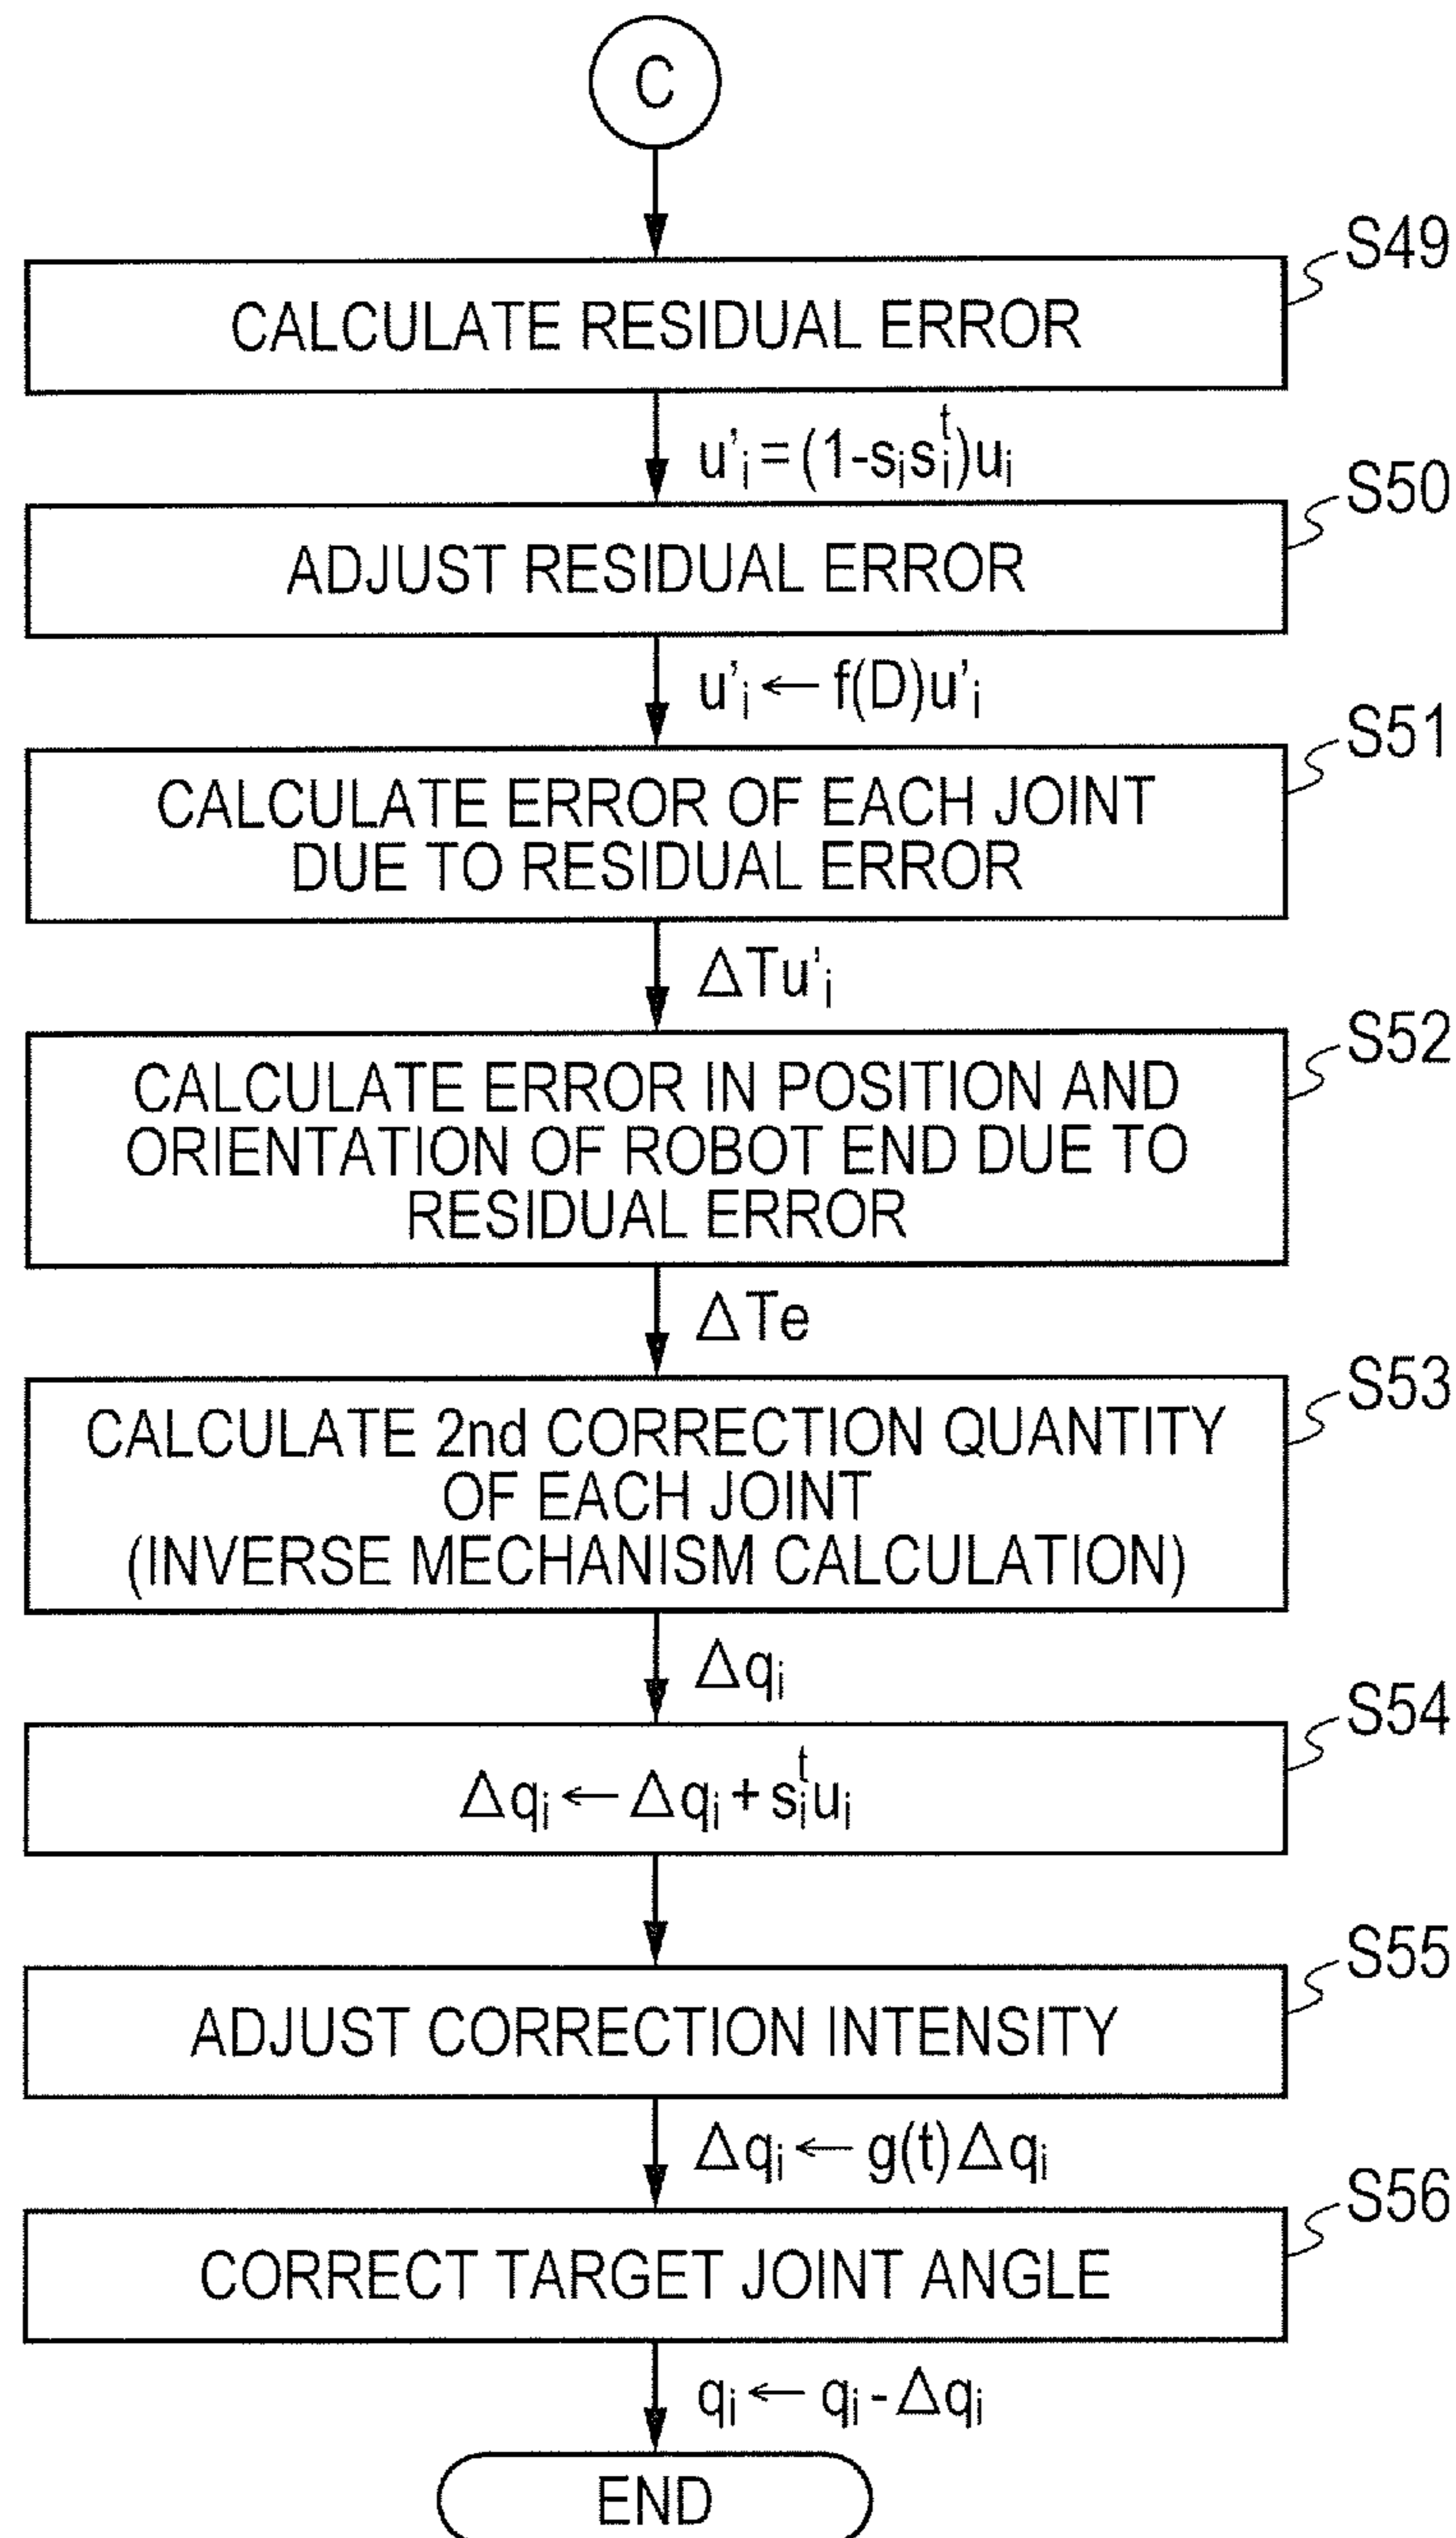 C
S49
CALCULATE RESIDUAL ERROR
u'ᵢ = (1-sᵢsᵢᵗ)uᵢ
S50
ADJUST RESIDUAL ERROR
u'ᵢ ← f(D)u'ᵢ
S51
CALCULATE ERROR OF EACH JOINT
DUE TO RESIDUAL ERROR
ΔTu'ᵢ
S52
CALCULATE ERROR IN POSITION AND
ORIENTATION OF ROBOT END DUE TO
RESIDUAL ERROR
ΔTe
S53
CALCULATE 2nd CORRECTION QUANTITY
OF EACH JOINT
(INVERSE MECHANISM CALCULATION)
Δqᵢ
S54
Δqᵢ ← Δqᵢ + sᵢᵗuᵢ
S55
ADJUST CORRECTION INTENSITY
Δqᵢ ← g(t)Δqᵢ
S56
CORRECT TARGET JOINT ANGLE
qᵢ ← qᵢ - Δqᵢ
END